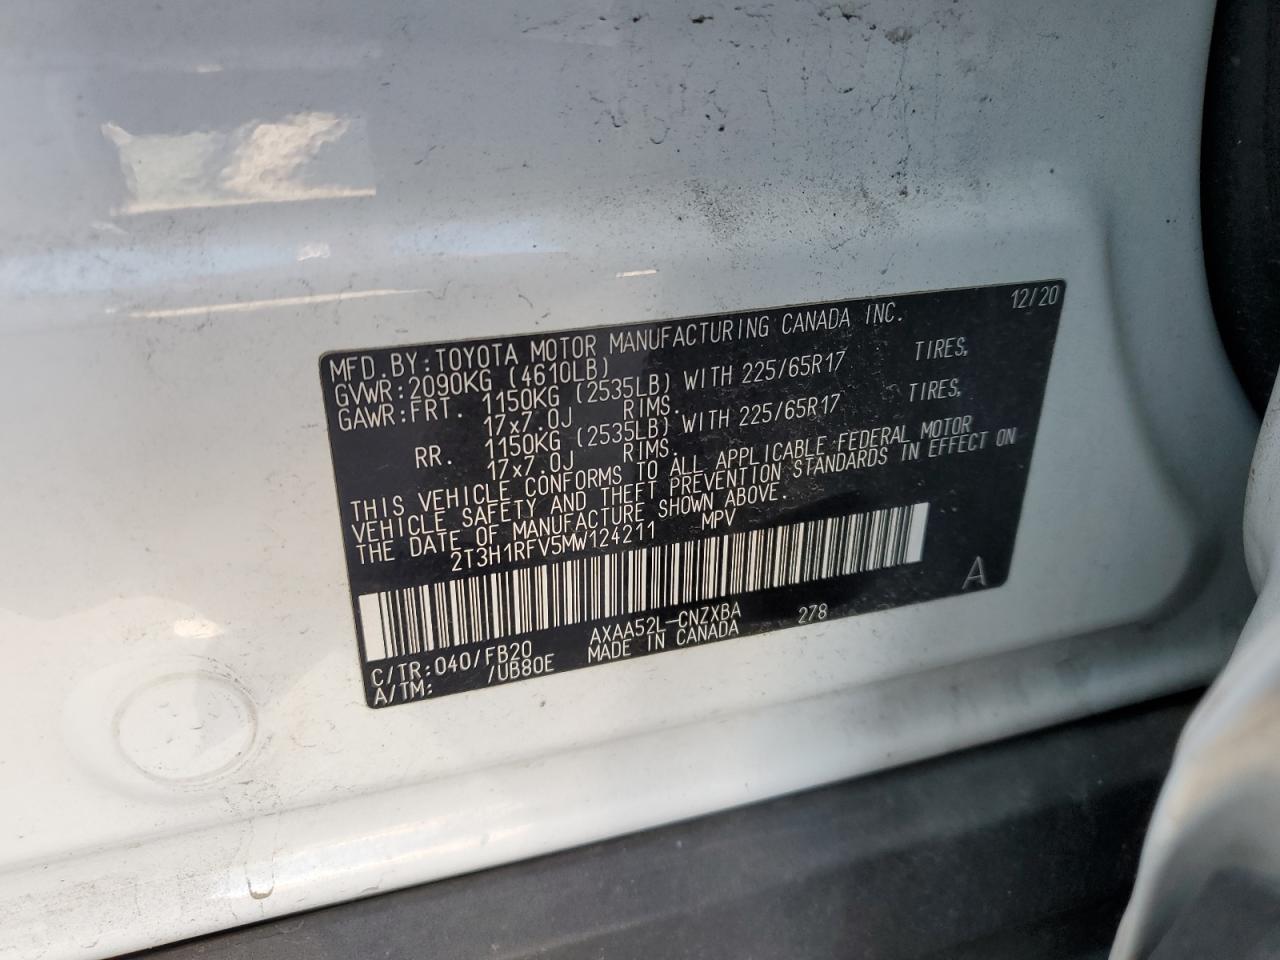 12/20
MFD.BY:TOYOTA MOTOR MANUFACTURING CANADA INC.
GVWR:2090KG (4610LB)
GAWR:FRT. 1150KG (2535LB) WITH 225/65R17 TIRES,
17x7.0J RIMS.
RR. 1150KG (2535LB) WITH 225/65R17 TIRES,
17x7.0J RIMS.
THIS VEHICLE CONFORMS TO ALL APPLICABLE FEDERAL MOTOR
VEHICLE SAFETY AND THEFT PREVENTION STANDARDS IN EFFECT ON
THE DATE OF MANUFACTURE SHOWN ABOVE.
2T3H1RFV5MW124211 MPV
A
C/TR:040/FB20 AXAA52L-CNZXBA 278
A/TM: /UB80E MADE IN CANADA